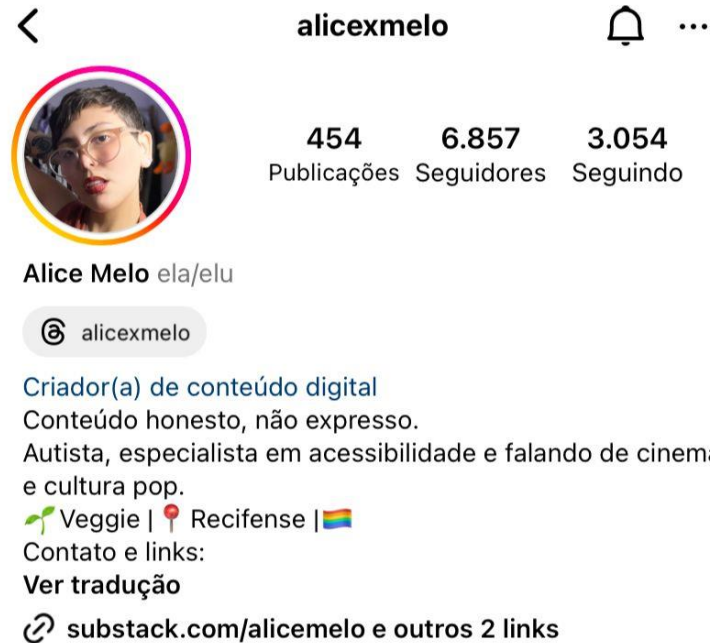 alicexmelo
454 6.857 3.054
Publicações Seguidores Seguindo
Alice Melo ela/elu
alicexmelo
Criador(a) de conteúdo digital
Conteúdo honesto, não expresso.
Autista, especialista em acessibilidade e falando de cinema
e cultura pop.
🌱 Veggie | 📍 Recifense |🏳️‍🌈
Contato e links:
Ver tradução
substack.com/alicemelo e outros 2 links